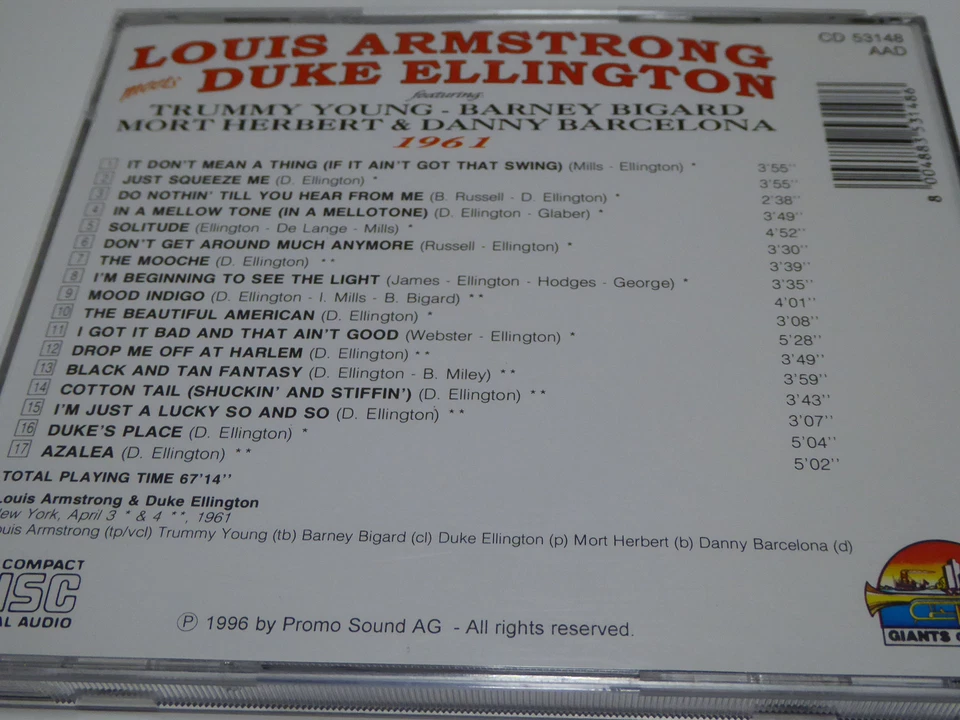 LOUIS ARMSTRONG
meets DUKE ELLINGTON
featuring
TRUMMY YOUNG - BARNEY BIGARD
MORT HERBERT & DANNY BARCELONA
1961
CD 53148
AAD
8 004883 531486
1 IT DON'T MEAN A THING (IF IT AIN'T GOT THAT SWING) (Mills - Ellington) * 3'55''
2 JUST SQUEEZE ME (D. Ellington) * 3'55''
3 DO NOTHIN' TILL YOU HEAR FROM ME (B. Russell - D. Ellington) * 2'38''
4 IN A MELLOW TONE (IN A MELLOTONE) (D. Ellington - Glaber) * 3'49''
5 SOLITUDE (Ellington - De Lange - Mills) * 4'52''
6 DON'T GET AROUND MUCH ANYMORE (Russell - Ellington) * 3'30''
7 THE MOOCHE (D. Ellington) ** 3'39''
8 I'M BEGINNING TO SEE THE LIGHT (James - Ellington - Hodges - George) * 3'35''
9 MOOD INDIGO (D. Ellington - I. Mills - B. Bigard) ** 4'01''
10 THE BEAUTIFUL AMERICAN (D. Ellington) * 3'08''
11 I GOT IT BAD AND THAT AIN'T GOOD (Webster - Ellington) * 5'28''
12 DROP ME OFF AT HARLEM (D. Ellington) ** 3'49''
13 BLACK AND TAN FANTASY (D. Ellington - B. Miley) ** 3'59''
14 COTTON TAIL (SHUCKIN' AND STIFFIN') (D. Ellington) ** 3'43''
15 I'M JUST A LUCKY SO AND SO (D. Ellington) ** 3'07''
16 DUKE'S PLACE (D. Ellington) * 5'04''
17 AZALEA (D. Ellington) ** 5'02''
TOTAL PLAYING TIME 67'14''
Louis Armstrong & Duke Ellington
New York, April 3 * & 4 **, 1961
ouis Armstrong (tp/vcl) Trummy Young (tb) Barney Bigard (cl) Duke Ellington (p) Mort Herbert (b) Danny Barcelona (d)
COMPACT
ISC
AL AUDIO
℗ 1996 by Promo Sound AG - All rights reserved.
GIANTS O